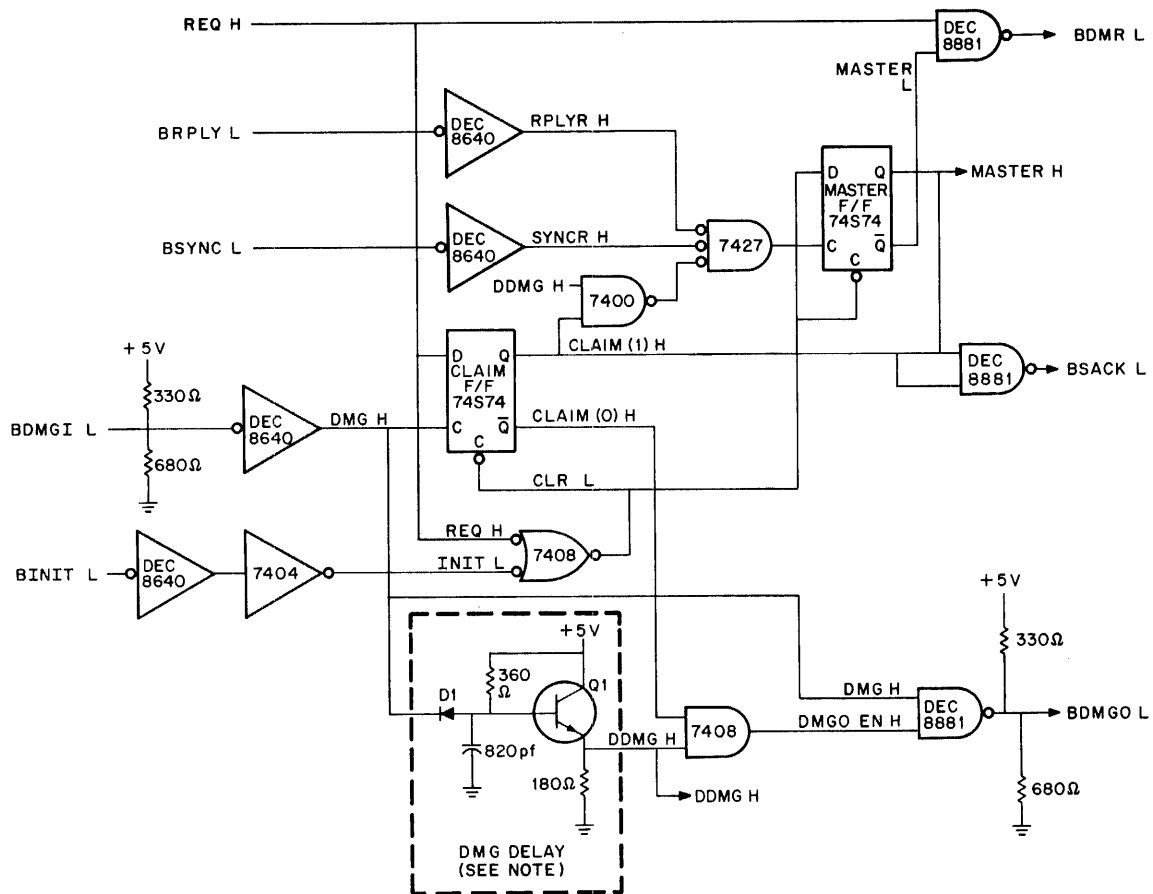 REQ H
DEC
8881
BDMR L
MASTER
L
BRPLY L
DEC
8640
RPLYR H
D Q
MASTER
F/F
74S74
C Q
C
MASTER H
BSYNC L
DEC
8640
SYNCR H
7427
DDMG H
7400
+5V
330Ω
D Q
CLAIM
F/F
74S74
C Q
C
CLAIM (1) H
DEC
8881
BSACK L
BDMGI L
DEC
8640
DMG H
CLAIM (0) H
680Ω
CLR L
REQ H
7408
BINIT L
DEC
8640
7404
INIT L
+5V
360
Ω
D1
Q1
820pf
180Ω
DMG DELAY
(SEE NOTE)
DDMG H
7408
DDMG H
DMG H
DMGO EN H
DEC
8881
+5V
330Ω
BDMGO L
680Ω